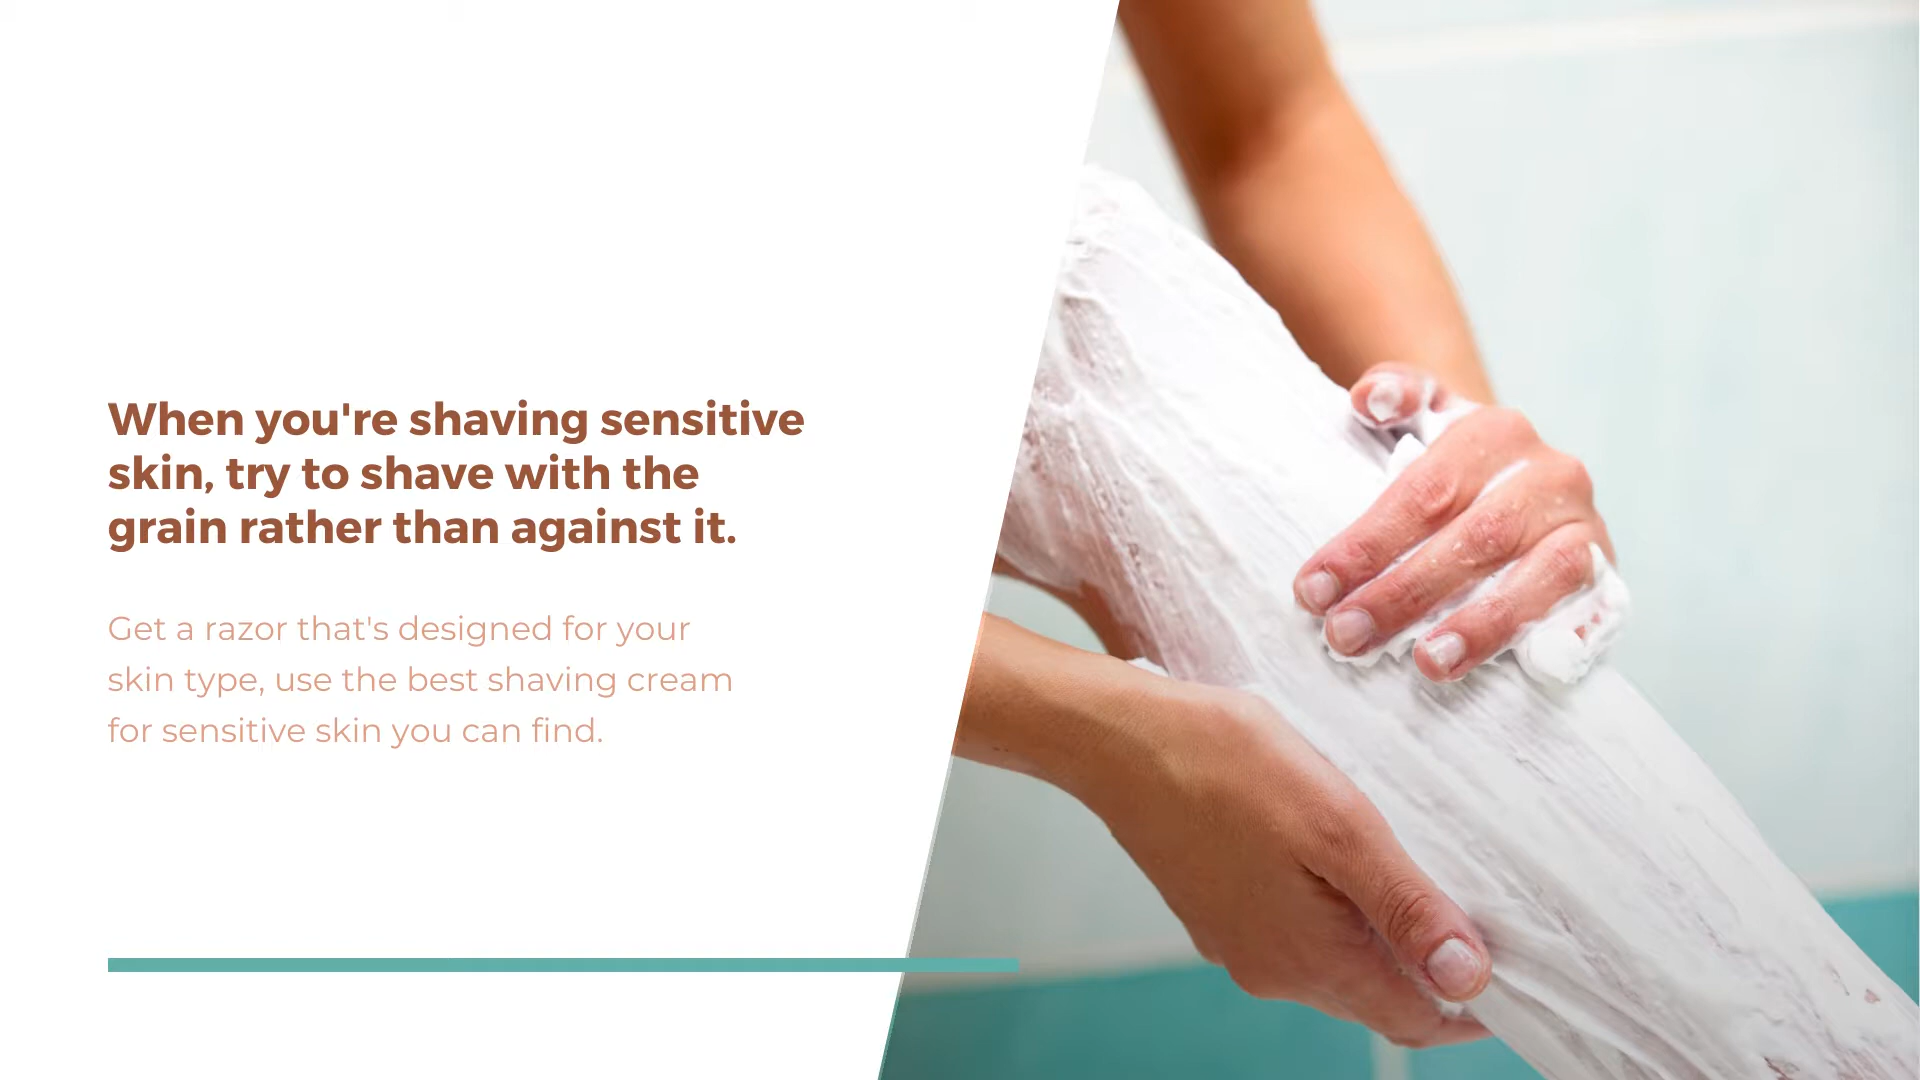 When you're shaving sensitive
skin, try to shave with the
grain rather than against it.
Get a razor that's designed for your
skin type, use the best shaving cream
for sensitive skin you can find.